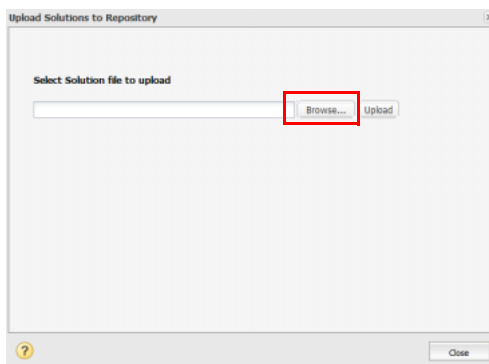 Upload Solutions to Repository
Select Solution file to upload
Browse... Upload
?
Close